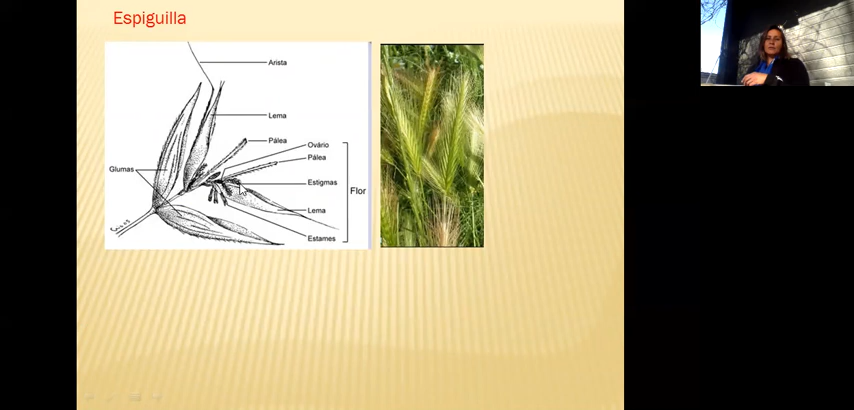 Espiguilla
Arista
Lema
Pálea
Ovário
Pálea
Glumas
Estigmas
Flor
Lema
Estames